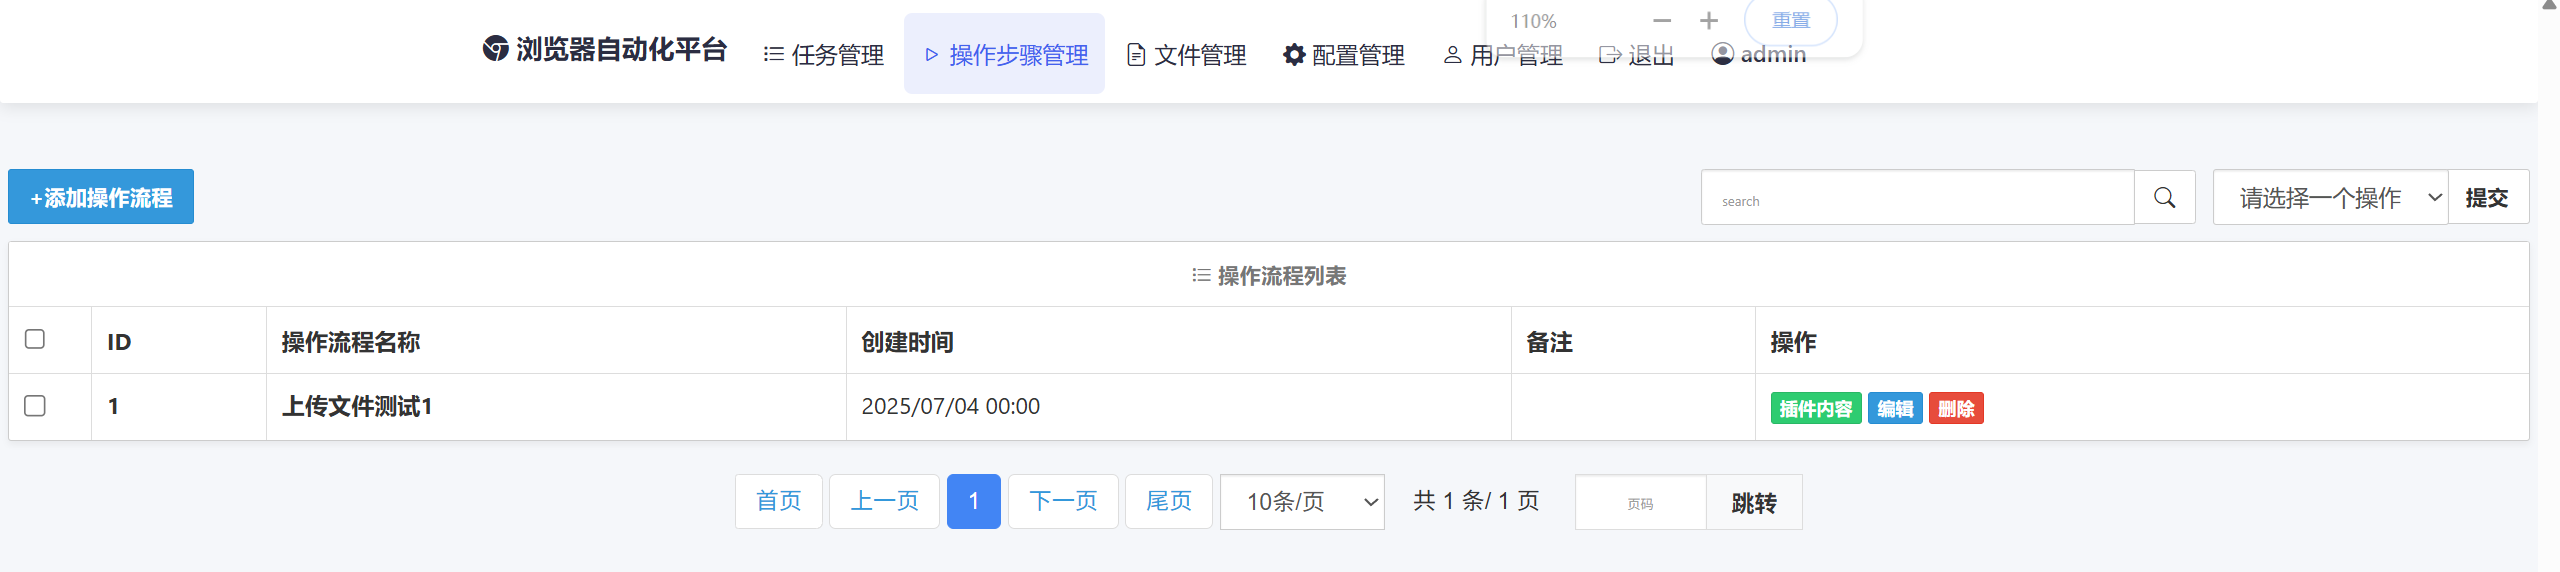 浏览器自动化平台 任务管理 操作步骤管理 文件管理 配置管理 用户管理 退出 admin
110% 重置
+添加操作流程 search 请选择一个操作 提交
操作流程列表
ID 操作流程名称 创建时间 备注 操作
1 上传文件测试1 2025/07/04 00:00 插件内容 编辑 删除
首页 上一页 1 下一页 尾页 10条/页 共 1 条/ 1 页 页码 跳转